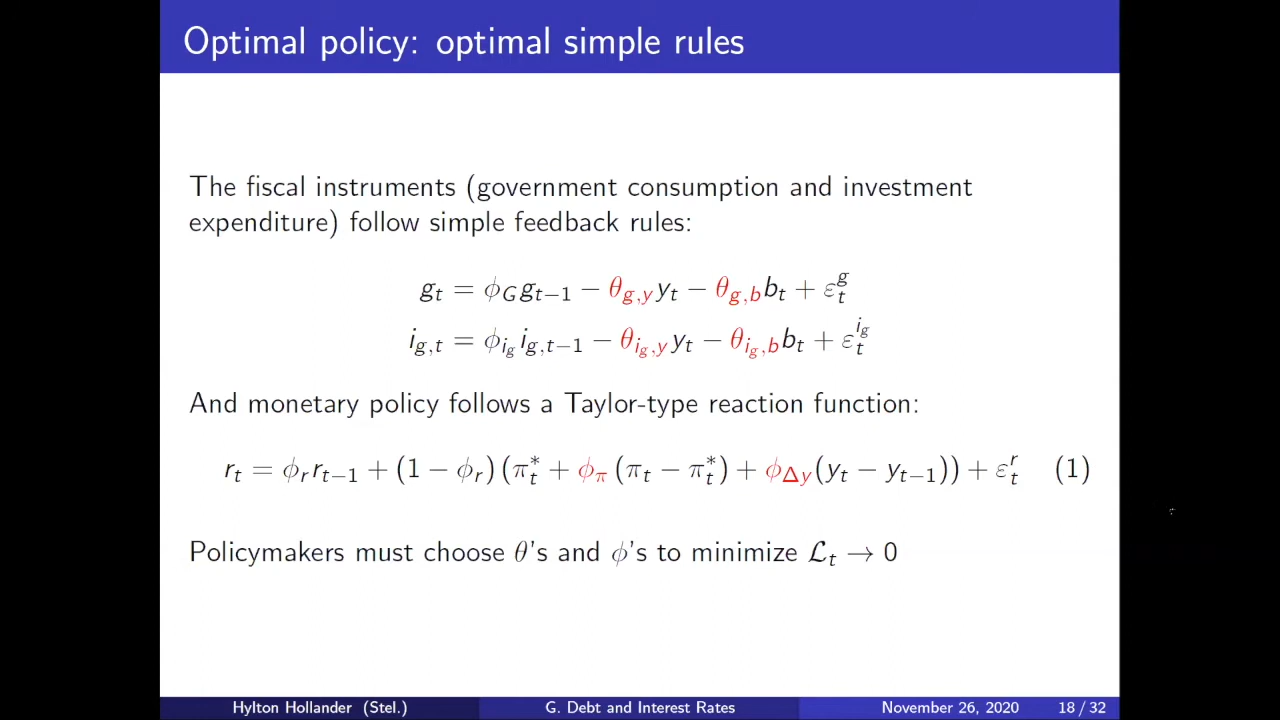 Optimal policy: optimal simple rules
The fiscal instruments (government consumption and investment
expenditure) follow simple feedback rules:
g_t = ϕ_G g_{t−1} − θ_{g,y} y_t − θ_{g,b} b_t + ε_t^g
i_{g,t} = ϕ_{i_g} i_{g,t−1} − θ_{i_g,y} y_t − θ_{i_g,b} b_t + ε_t^{i_g}
And monetary policy follows a Taylor-type reaction function:
r_t = ϕ_r r_{t−1} + (1 − ϕ_r)(π_t^* + ϕ_π (π_t − π_t^*) + ϕ_{Δy}(y_t − y_{t−1})) + ε_t^r (1)
Policymakers must choose θ's and ϕ's to minimize ℒ_t → 0
Hylton Hollander (Stel.) G. Debt and Interest Rates November 26, 2020 18 / 32